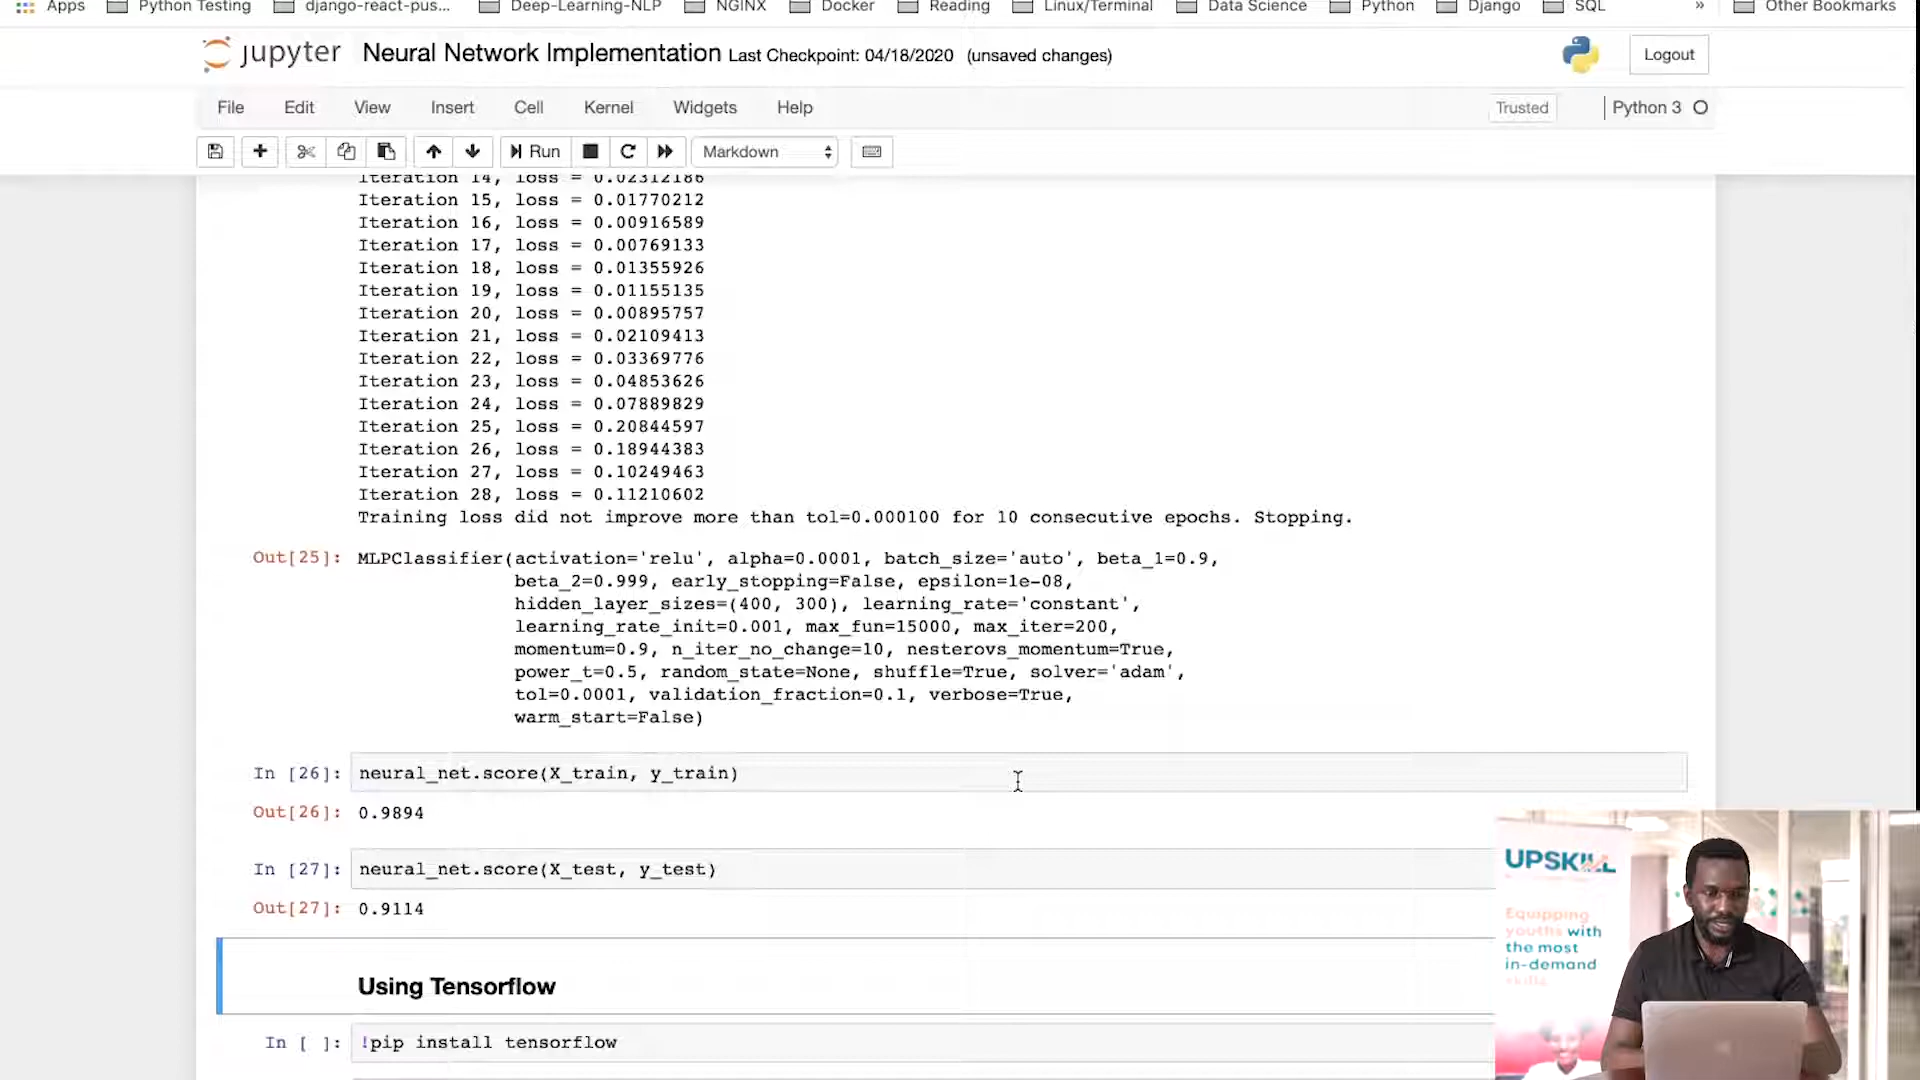 Apps
Python Testing
django-react-pus...
Deep-Learning-NLP
NGINX
Docker
Reading
Linux/Terminal
Data Science
Python
Django
SQL
»
Other Bookmarks
jupyter
Neural Network Implementation Last Checkpoint: 04/18/2020 (unsaved changes)
Logout
File
Edit
View
Insert
Cell
Kernel
Widgets
Help
Trusted
Python 3
Run
Markdown
Iteration 14, loss = 0.02312186
Iteration 15, loss = 0.01770212
Iteration 16, loss = 0.00916589
Iteration 17, loss = 0.00769133
Iteration 18, loss = 0.01355926
Iteration 19, loss = 0.01155135
Iteration 20, loss = 0.00895757
Iteration 21, loss = 0.02109413
Iteration 22, loss = 0.03369776
Iteration 23, loss = 0.04853626
Iteration 24, loss = 0.07889829
Iteration 25, loss = 0.20844597
Iteration 26, loss = 0.18944383
Iteration 27, loss = 0.10249463
Iteration 28, loss = 0.11210602
Training loss did not improve more than tol=0.000100 for 10 consecutive epochs. Stopping.
Out[25]: MLPClassifier(activation='relu', alpha=0.0001, batch_size='auto', beta_1=0.9,
beta_2=0.999, early_stopping=False, epsilon=1e-08,
hidden_layer_sizes=(400, 300), learning_rate='constant',
learning_rate_init=0.001, max_fun=15000, max_iter=200,
momentum=0.9, n_iter_no_change=10, nesterovs_momentum=True,
power_t=0.5, random_state=None, shuffle=True, solver='adam',
tol=0.0001, validation_fraction=0.1, verbose=True,
warm_start=False)
In [26]: neural_net.score(X_train, y_train)
Out[26]: 0.9894
In [27]: neural_net.score(X_test, y_test)
Out[27]: 0.9114
Using Tensorflow
In [ ]: !pip install tensorflow
UPSKILL
Equipping
youths with
the most
in-demand
skills.